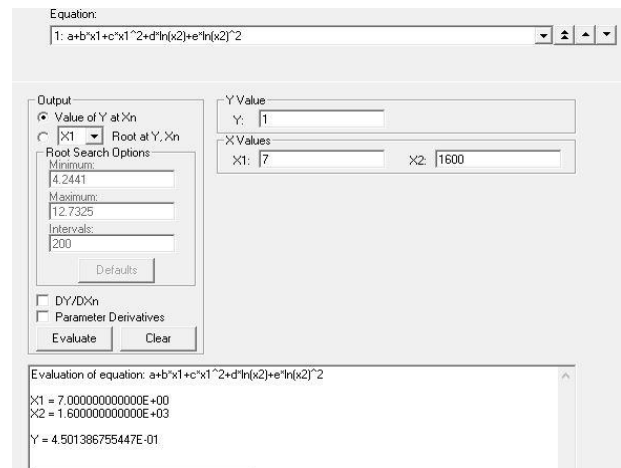 Equation:
1: a+b*x1+c*x1^2+d*ln(x2)+e*ln(x2)^2
Output
Value of Y at Xn
X1 Root at Y, Xn
Root Search Options
Minimum:
4.2441
Maximum:
12.7325
Intervals:
200
Defaults
DY/DXn
Parameter Derivatives
Evaluate Clear
Y Value
Y: 1
X Values
X1: 7 X2: 1600
Evaluation of equation: a+b*x1+c*x1^2+d*ln(x2)+e*ln(x2)^2
X1 = 7.000000000000E+00
X2 = 1.600000000000E+03
Y = 4.501386755447E-01